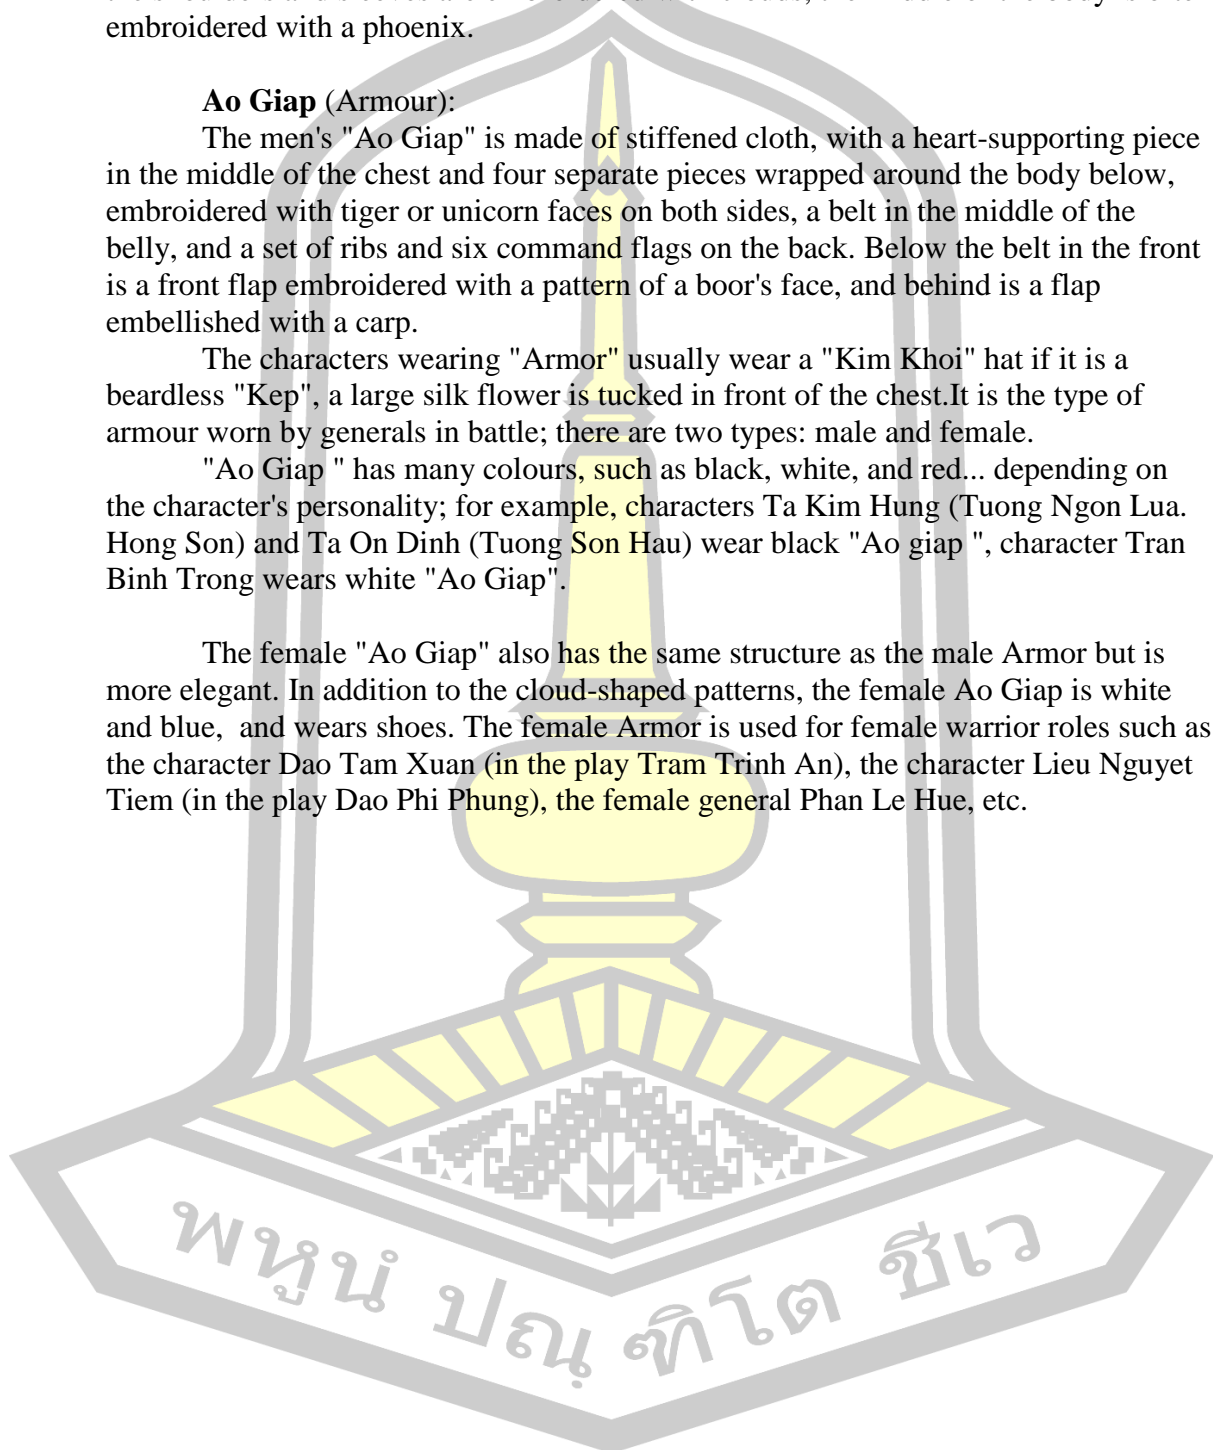 embroidered with a phoenix.
Ao Giap (Armour):
The men's "Ao Giap" is made of stiffened cloth, with a heart-supporting piece
in the middle of the chest and four separate pieces wrapped around the body below,
embroidered with tiger or unicorn faces on both sides, a belt in the middle of the
belly, and a set of ribs and six command flags on the back. Below the belt in the front
is a front flap embroidered with a pattern of a boor's face, and behind is a flap
embellished with a carp.
The characters wearing "Armor" usually wear a "Kim Khoi" hat if it is a
beardless "Kep", a large silk flower is tucked in front of the chest.It is the type of
armour worn by generals in battle; there are two types: male and female.
"Ao Giap " has many colours, such as black, white, and red... depending on
the character's personality; for example, characters Ta Kim Hung (Tuong Ngon Lua.
Hong Son) and Ta On Dinh (Tuong Son Hau) wear black "Ao giap ", character Tran
Binh Trong wears white "Ao Giap".
The female "Ao Giap" also has the same structure as the male Armor but is
more elegant. In addition to the cloud-shaped patterns, the female Ao Giap is white
and blue,  and wears shoes. The female Armor is used for female warrior roles such as
the character Dao Tam Xuan (in the play Tram Trinh An), the character Lieu Nguyet
Tiem (in the play Dao Phi Phung), the female general Phan Le Hue, etc.
พหูนํ ปณฺฑิโต ชีเว